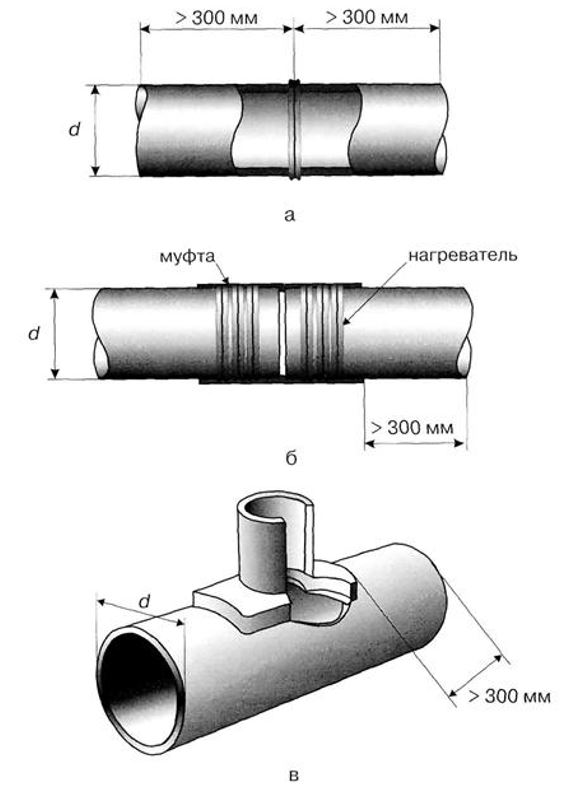 > 300 мм > 300 мм
d
а
муфта нагреватель
d
> 300 мм
б
d
> 300 мм
в